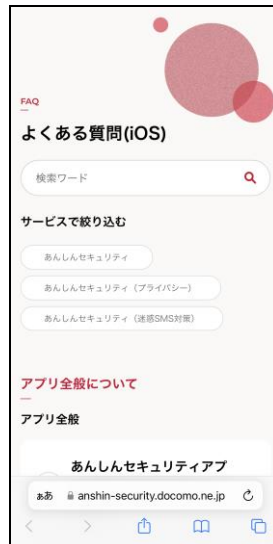 FAQ
よくある質問(iOS)
検索ワード
サービスで絞り込む
あんしんセキュリティ
あんしんセキュリティ（プライバシー）
あんしんセキュリティ（迷惑SMS対策）
アプリ全般について
アプリ全般
あんしんセキュリティアプ
ああ anshin-security.docomo.ne.jp